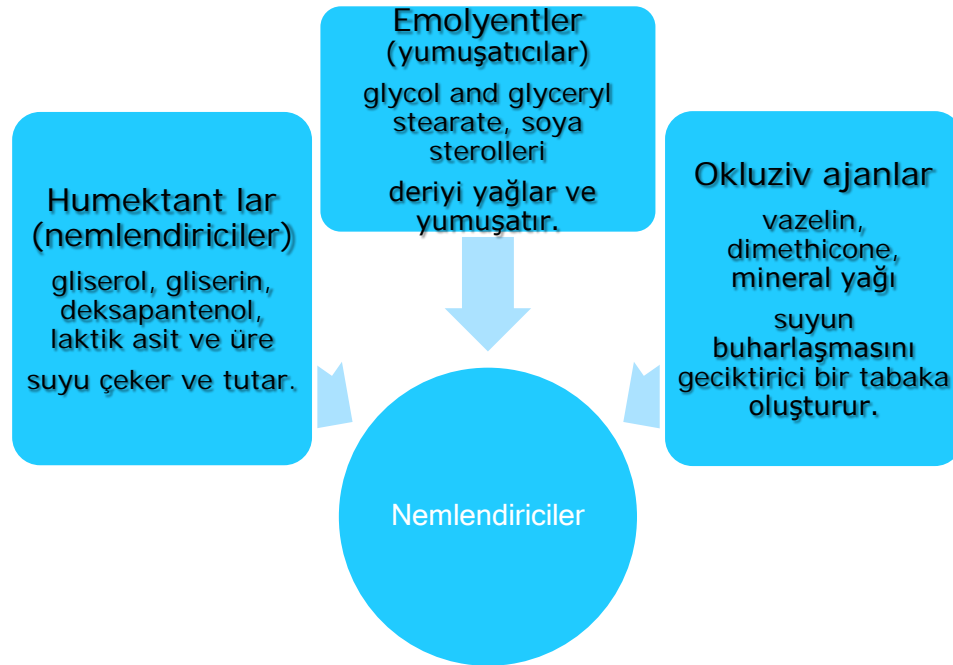 Humektant lar
(nemlendiriciler)
gliserol, gliserin,
deksapantenol,
laktik asit ve üre
suyu çeker ve tutar.
Emolyentler
(yumuşatıcılar)
glycol and glyceryl
stearate, soya
sterolleri
deriyi yağlar ve
yumuşatır.
Okluziv ajanlar
vazelin,
dimethicone,
mineral yağı
suyun
buharlaşmasını
geciktirici bir tabaka
oluşturur.
Nemlendiriciler